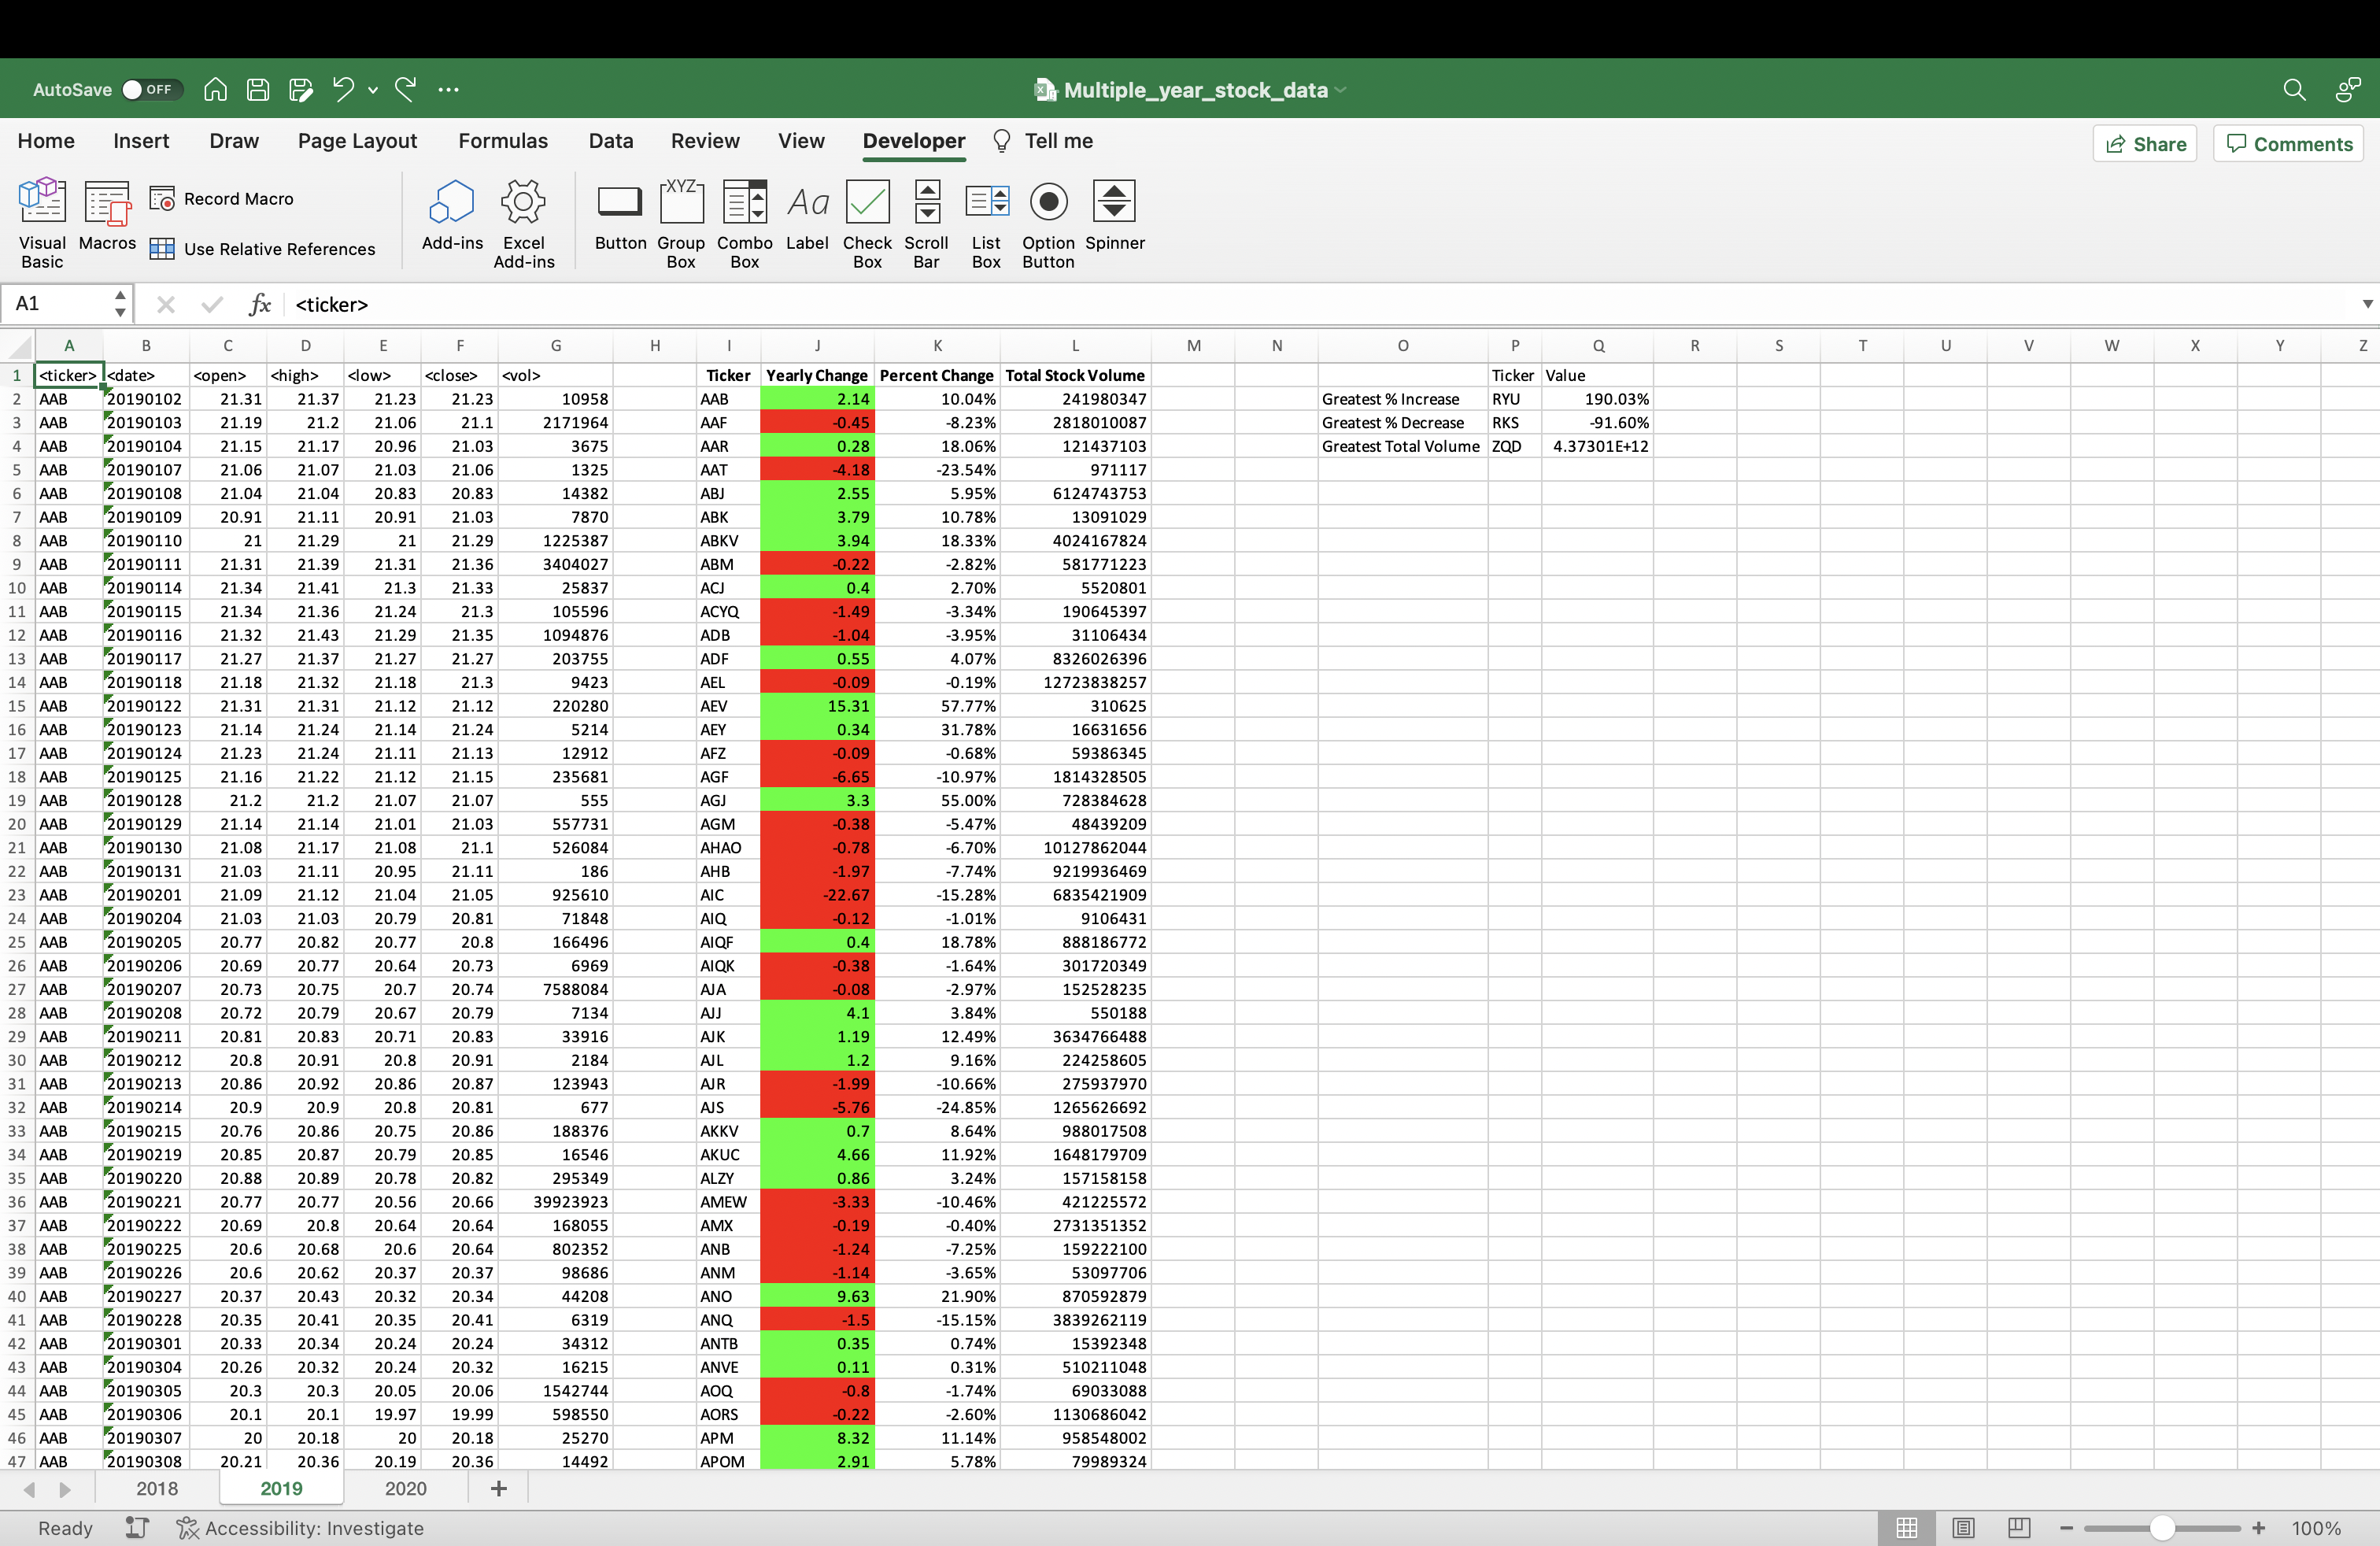 AutoSave OFF Multiple_year_stock_data
Home Insert Draw Page Layout Formulas Data Review View Developer Tell me Share Comments
Visual Basic Macros Record Macro Use Relative References Add-ins Excel Add-ins Button Group Box XYZ Combo Box Aa Label Check Box Scroll Bar List Box Option Button Spinner
A1 fx <ticker>
A B C D E F G H I J K L M N O P Q R S T U V W X Y Z
1 <ticker> <date> <open> <high> <low> <close> <vol> Ticker Yearly Change Percent Change Total Stock Volume Ticker Value
2 AAB 20190102 21.31 21.37 21.23 21.23 10958 AAB 2.14 10.04% 241980347 Greatest % Increase RYU 190.03%
3 AAB 20190103 21.19 21.2 21.06 21.1 2171964 AAF -0.45 -8.23% 2818010087 Greatest % Decrease RKS -91.60%
4 AAB 20190104 21.15 21.17 20.96 21.03 3675 AAR 0.28 18.06% 121437103 Greatest Total Volume ZQD 4.37301E+12
5 AAB 20190107 21.06 21.07 21.03 21.06 1325 AAT -4.18 -23.54% 971117
6 AAB 20190108 21.04 21.04 20.83 20.83 14382 ABJ 2.55 5.95% 6124743753
7 AAB 20190109 20.91 21.11 20.91 21.03 7870 ABK 3.79 10.78% 13091029
8 AAB 20190110 21 21.29 21 21.29 1225387 ABKV 3.94 18.33% 4024167824
9 AAB 20190111 21.31 21.39 21.31 21.36 3404027 ABM -0.22 -2.82% 581771223
10 AAB 20190114 21.34 21.41 21.3 21.33 25837 ACJ 0.4 2.70% 5520801
11 AAB 20190115 21.34 21.36 21.24 21.3 105596 ACYQ -1.49 -3.34% 190645397
12 AAB 20190116 21.32 21.43 21.29 21.35 1094876 ADB -1.04 -3.95% 31106434
13 AAB 20190117 21.27 21.37 21.27 21.27 203755 ADF 0.55 4.07% 8326026396
14 AAB 20190118 21.18 21.32 21.18 21.3 9423 AEL -0.09 -0.19% 12723838257
15 AAB 20190122 21.31 21.31 21.12 21.12 220280 AEV 15.31 57.77% 310625
16 AAB 20190123 21.14 21.24 21.14 21.24 5214 AEY 0.34 31.78% 16631656
17 AAB 20190124 21.23 21.24 21.11 21.13 12912 AFZ -0.09 -0.68% 59386345
18 AAB 20190125 21.16 21.22 21.12 21.15 235681 AGF -6.65 -10.97% 1814328505
19 AAB 20190128 21.2 21.2 21.07 21.07 555 AGJ 3.3 55.00% 728384628
20 AAB 20190129 21.14 21.14 21.01 21.03 557731 AGM -0.38 -5.47% 48439209
21 AAB 20190130 21.08 21.17 21.08 21.1 526084 AHAO -0.78 -6.70% 10127862044
22 AAB 20190131 21.03 21.11 20.95 21.11 186 AHB -1.97 -7.74% 9219936469
23 AAB 20190201 21.09 21.12 21.04 21.05 925610 AIC -22.67 -15.28% 6835421909
24 AAB 20190204 21.03 21.03 20.79 20.81 71848 AIQ -0.12 -1.01% 9106431
25 AAB 20190205 20.77 20.82 20.77 20.8 166496 AIQF 0.4 18.78% 888186772
26 AAB 20190206 20.69 20.77 20.64 20.73 6969 AIQK -0.38 -1.64% 301720349
27 AAB 20190207 20.73 20.75 20.7 20.74 7588084 AJA -0.08 -2.97% 152528235
28 AAB 20190208 20.72 20.79 20.67 20.79 7134 AJJ 4.1 3.84% 550188
29 AAB 20190211 20.81 20.83 20.71 20.83 33916 AJK 1.19 12.49% 3634766488
30 AAB 20190212 20.8 20.91 20.8 20.91 2184 AJL 1.2 9.16% 224258605
31 AAB 20190213 20.86 20.92 20.86 20.87 123943 AJR -1.99 -10.66% 275937970
32 AAB 20190214 20.9 20.9 20.8 20.81 677 AJS -5.76 -24.85% 1265626692
33 AAB 20190215 20.76 20.86 20.75 20.86 188376 AKKV 0.7 8.64% 988017508
34 AAB 20190219 20.85 20.87 20.79 20.85 16546 AKUC 4.66 11.92% 1648179709
35 AAB 20190220 20.88 20.89 20.78 20.82 295349 ALZY 0.86 3.24% 157158158
36 AAB 20190221 20.77 20.77 20.56 20.66 39923923 AMEW -3.33 -10.46% 421225572
37 AAB 20190222 20.69 20.8 20.64 20.64 168055 AMX -0.19 -0.40% 2731351352
38 AAB 20190225 20.6 20.68 20.6 20.64 802352 ANB -1.24 -7.25% 159222100
39 AAB 20190226 20.6 20.62 20.37 20.37 98686 ANM -1.14 -3.65% 53097706
40 AAB 20190227 20.37 20.43 20.32 20.34 44208 ANO 9.63 21.90% 870592879
41 AAB 20190228 20.35 20.41 20.35 20.41 6319 ANQ -1.5 -15.15% 3839262119
42 AAB 20190301 20.33 20.34 20.24 20.24 34312 ANTB 0.35 0.74% 15392348
43 AAB 20190304 20.26 20.32 20.24 20.32 16215 ANVE 0.11 0.31% 510211048
44 AAB 20190305 20.3 20.3 20.05 20.06 1542744 AOQ -0.8 -1.74% 69033088
45 AAB 20190306 20.1 20.1 19.97 19.99 598550 AORS -0.22 -2.60% 1130686042
46 AAB 20190307 20 20.18 20 20.18 25270 APM 8.32 11.14% 958548002
47 AAB 20190308 20.21 20.36 20.19 20.36 14492 APOM 2.91 5.78% 79989324
2018 2019 2020
Ready Accessibility: Investigate 100%